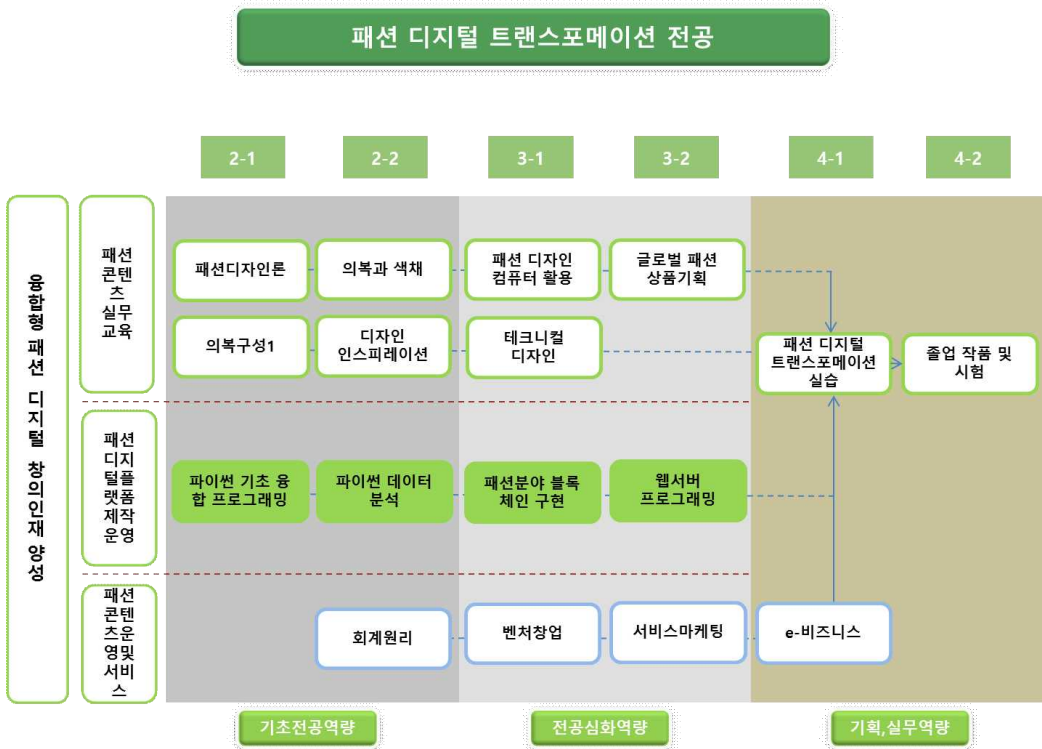 패션 디지털 트랜스포메이션 전공
2-1
2-2
3-1
3-2
4-1
4-2
융합형 패션 디지털 창의인재 양성
패션
콘텐
츠
실무
교육
패션디자인론
의복과 색채
패션 디자인
컴퓨터 활용
글로벌 패션
상품기획
의복구성1
디자인
인스피레이션
테크니컬
디자인
패션 디지털
트랜스포메이션
실습
졸업 작품 및
시험
패션
디지
털플
랫폼
제작
운영
파이썬 기초 융
합 프로그래밍
파이썬 데이터
분석
패션분야 블록
체인 구현
웹서버
프로그래밍
패션
콘텐
츠운
영및
서비
스
회계원리
벤처창업
서비스마케팅
e-비즈니스
기초전공역량
전공심화역량
기획,실무역량